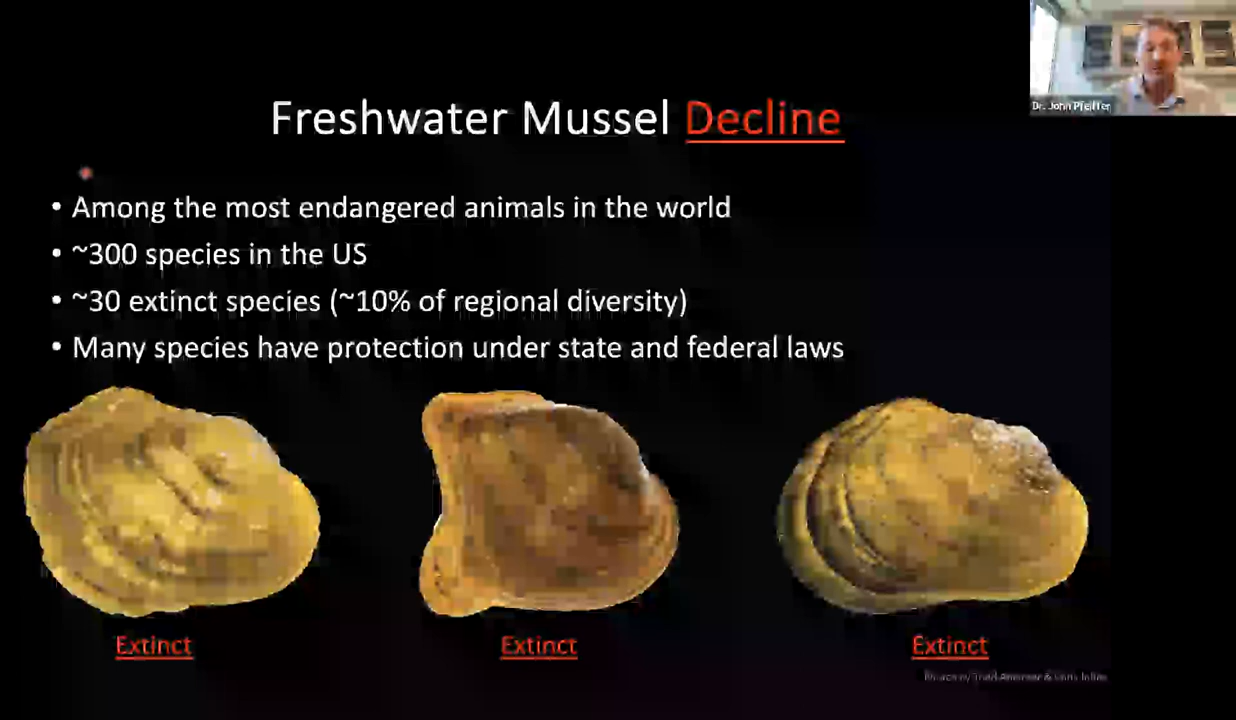 Dr. John Pfeiffer
Freshwater Mussel Decline
• Among the most endangered animals in the world
• ~300 species in the US
• ~30 extinct species (~10% of regional diversity)
• Many species have protection under state and federal laws
Extinct
Extinct
Extinct